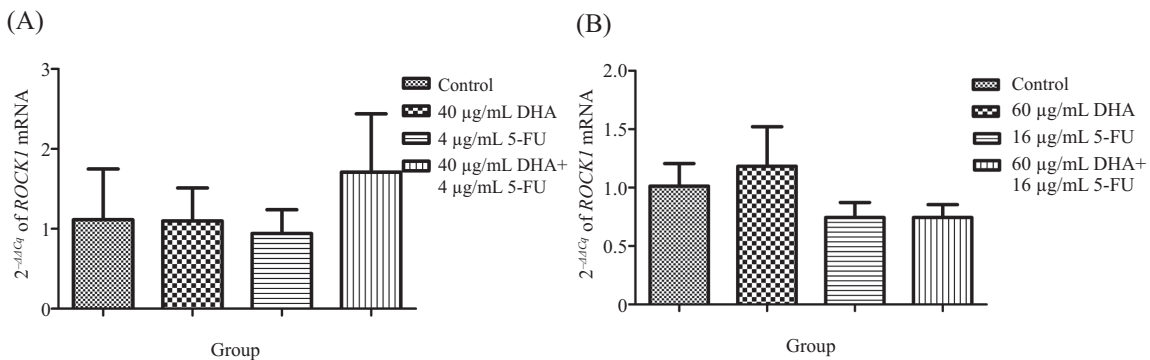 (A)
3
2
1
0
2⁻ΔΔCq of ROCK1 mRNA
Group
Control
40 µg/mL DHA
4 µg/mL 5-FU
40 µg/mL DHA+
4 µg/mL 5-FU
(B)
2.0
1.5
1.0
0.5
0
2⁻ΔΔCq of ROCK1 mRNA
Group
Control
60 µg/mL DHA
16 µg/mL 5-FU
60 µg/mL DHA+
16 µg/mL 5-FU